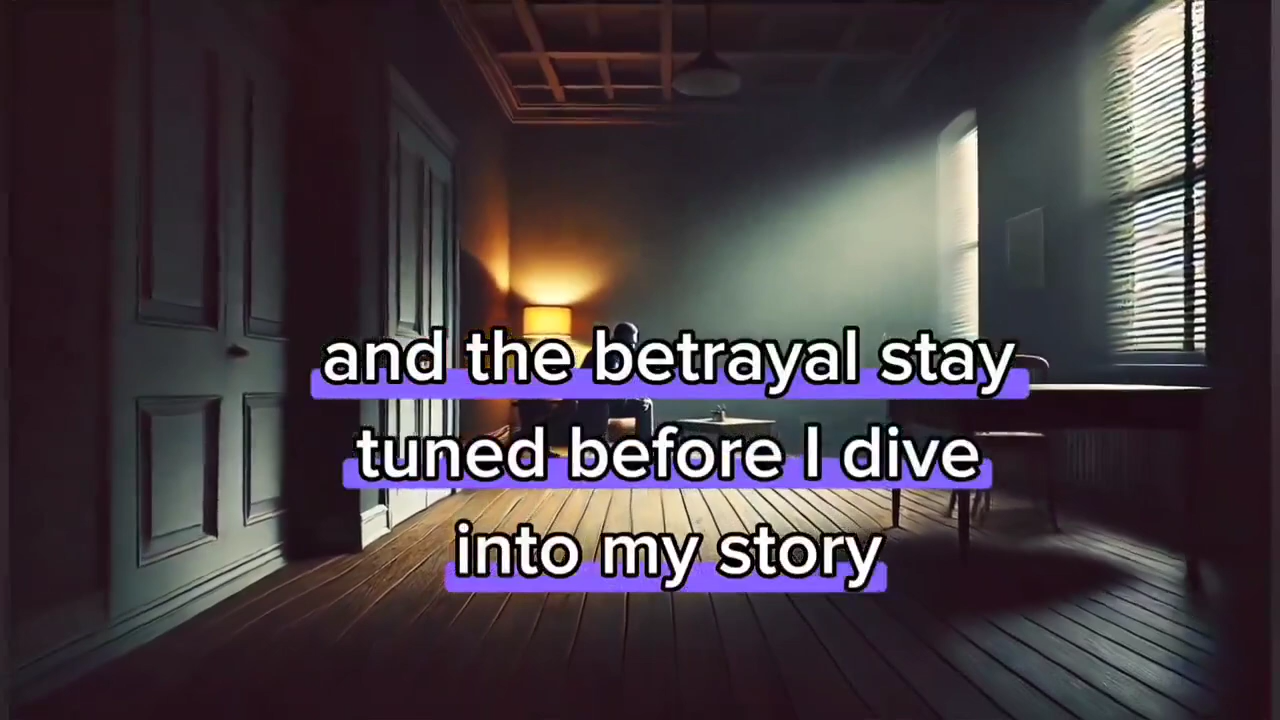 and the betrayal stay
tuned before I dive
into my story